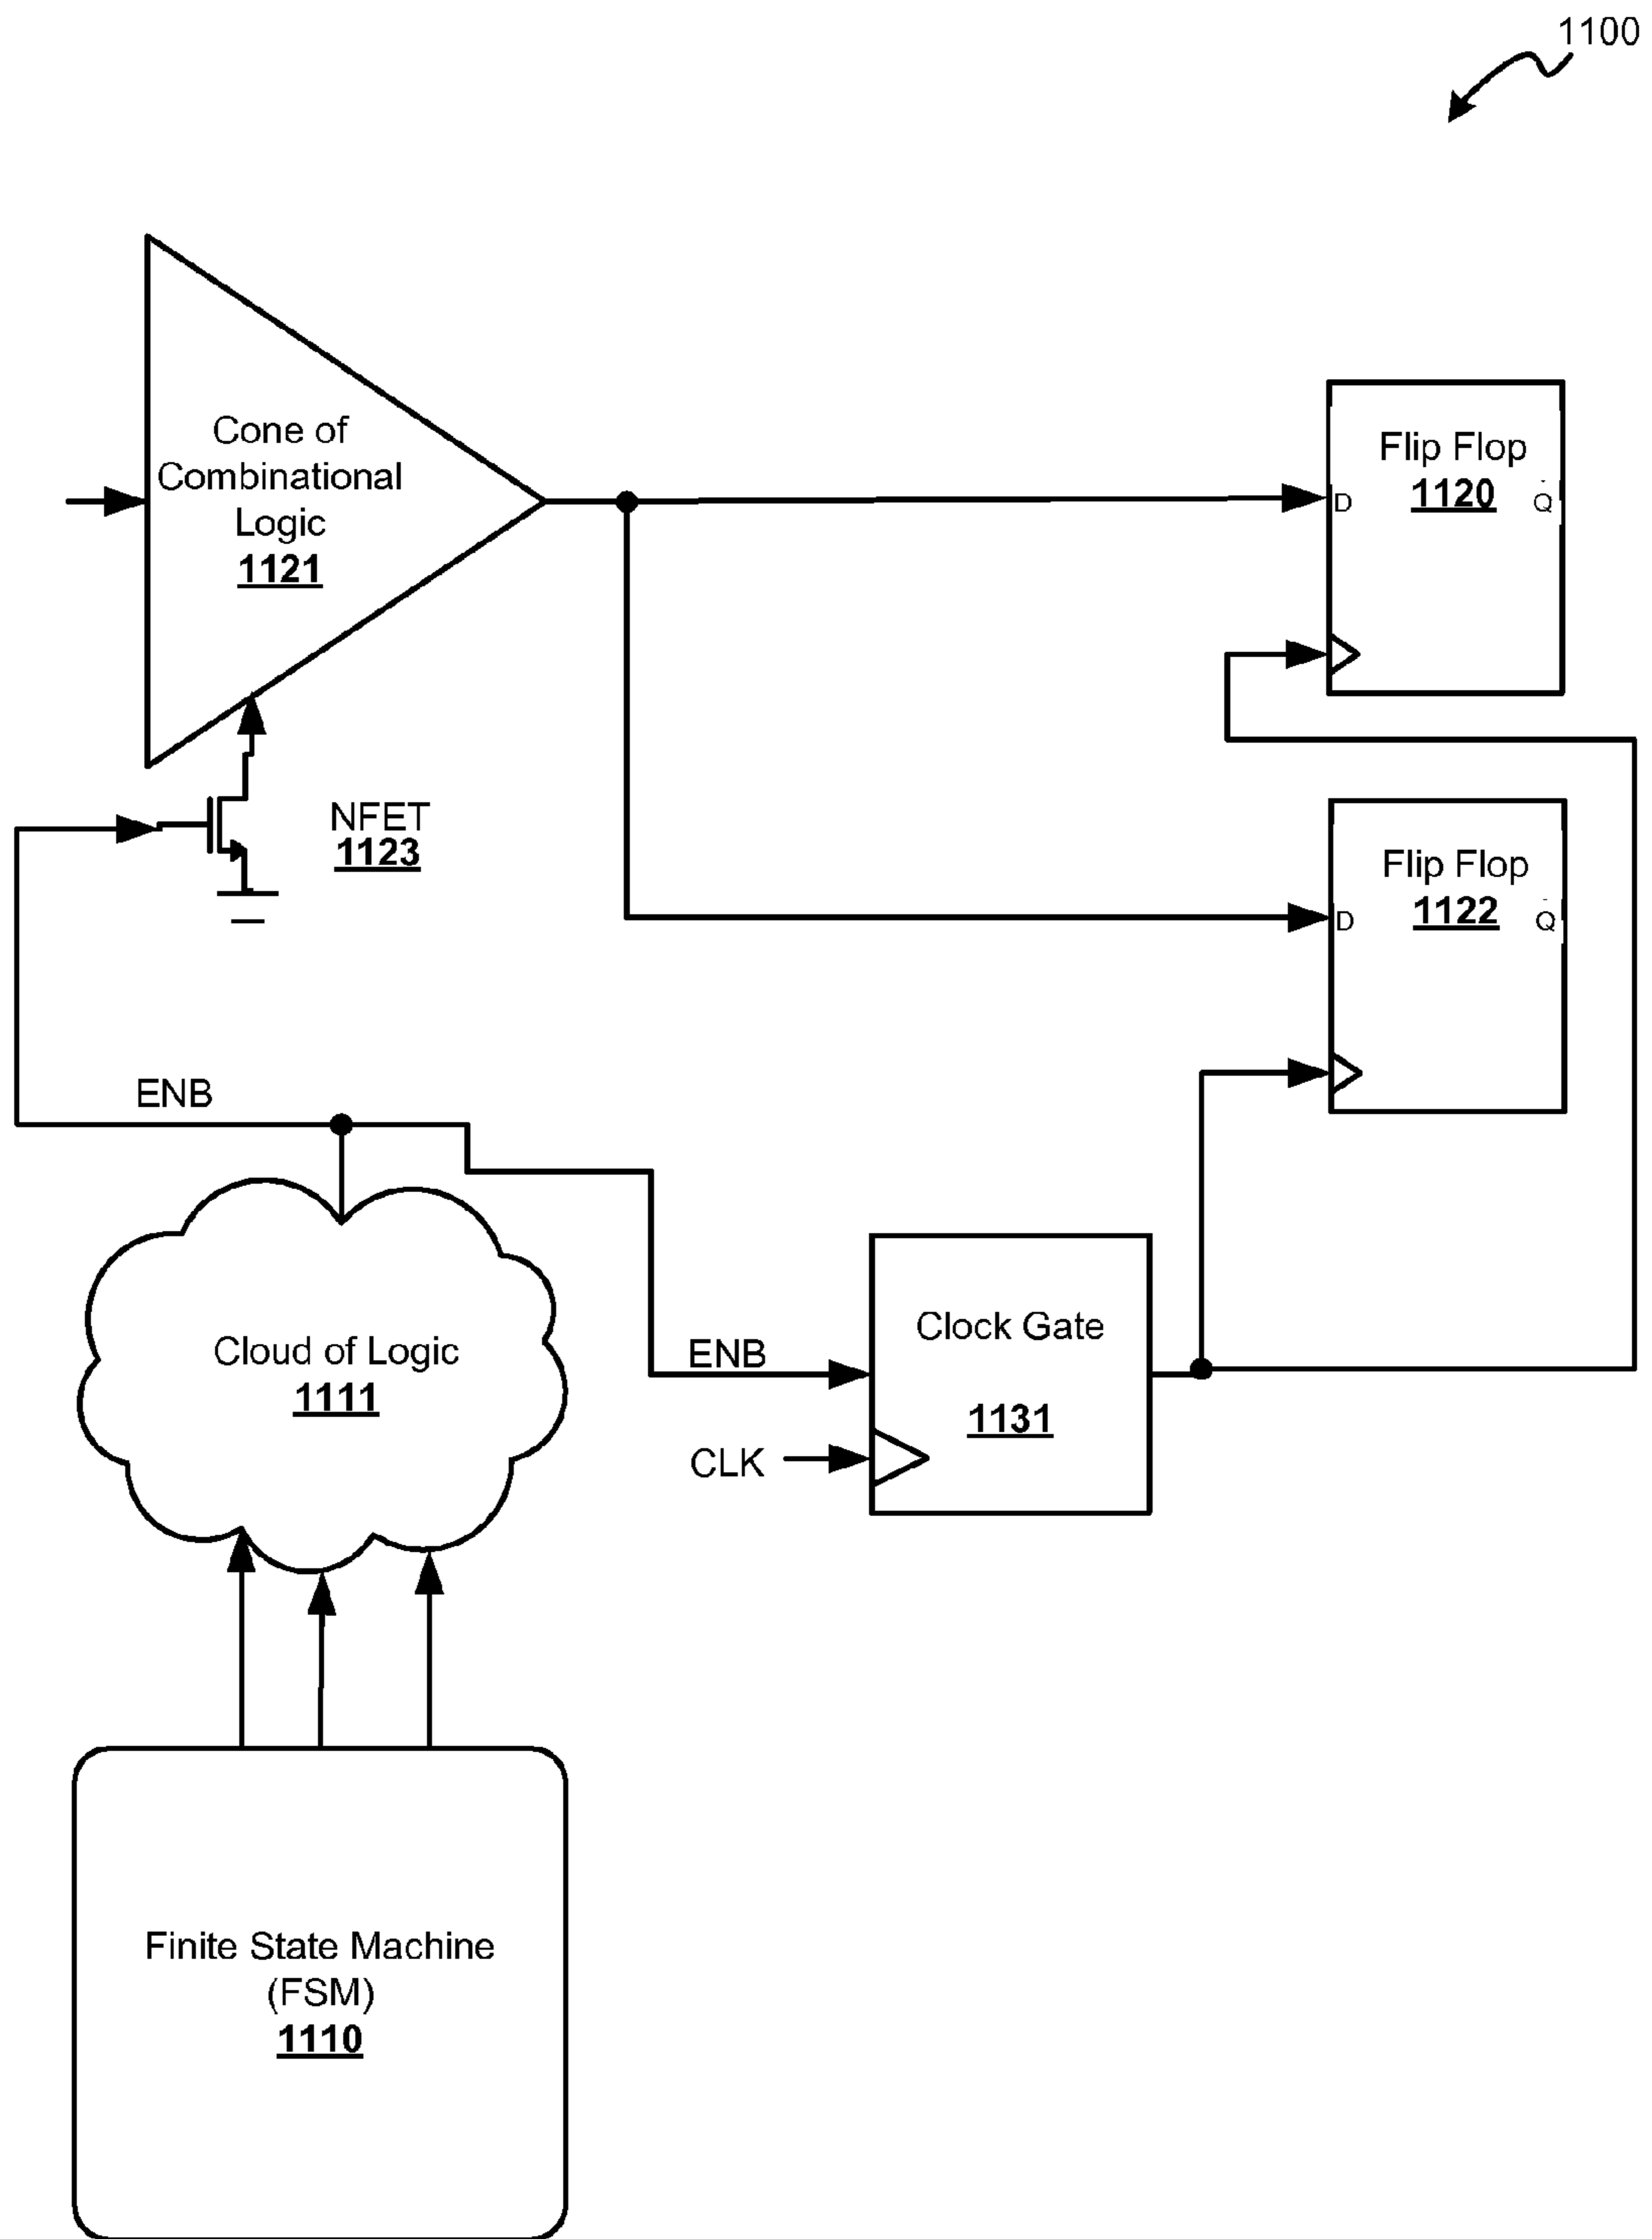 1100
Cone of
Combinational
Logic
1121
Flip Flop
1120
D
Q
NFET
1123
Flip Flop
1122
D
Q
ENB
Cloud of Logic
1111
ENB
Clock Gate
1131
CLK
Finite State Machine
(FSM)
1110